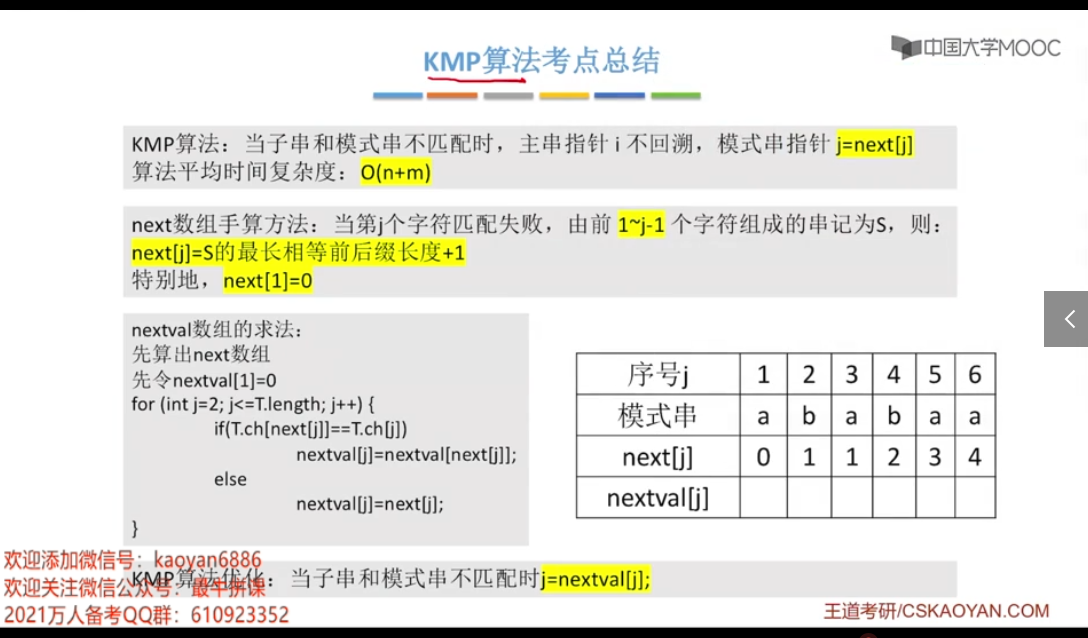 中国大学MOOC
KMP算法考点总结
KMP算法：当子串和模式串不匹配时，主串指针 i 不回溯，模式串指针 j=next[j]
算法平均时间复杂度：O(n+m)
next数组手算方法：当第j个字符匹配失败，由前 1~j-1 个字符组成的串记为S，则：
next[j]=S的最长相等前后缀长度+1
特别地，next[1]=0
nextval数组的求法：
先算出next数组
先令nextval[1]=0
for (int j=2; j<=T.length; j++) {
if(T.ch[next[j]]==T.ch[j])
nextval[j]=nextval[next[j]];
else
nextval[j]=next[j];
}
序号j 1 2 3 4 5 6
模式串 a b a b a a
next[j] 0 1 1 2 3 4
nextval[j]
欢迎添加微信号：kaoyan6886
KMP算法优化：当子串和模式串不匹配时j=nextval[j];
欢迎关注微信公众号：最牛拼课
2021万人备考QQ群：610923352
王道考研/CSKAOYAN.COM